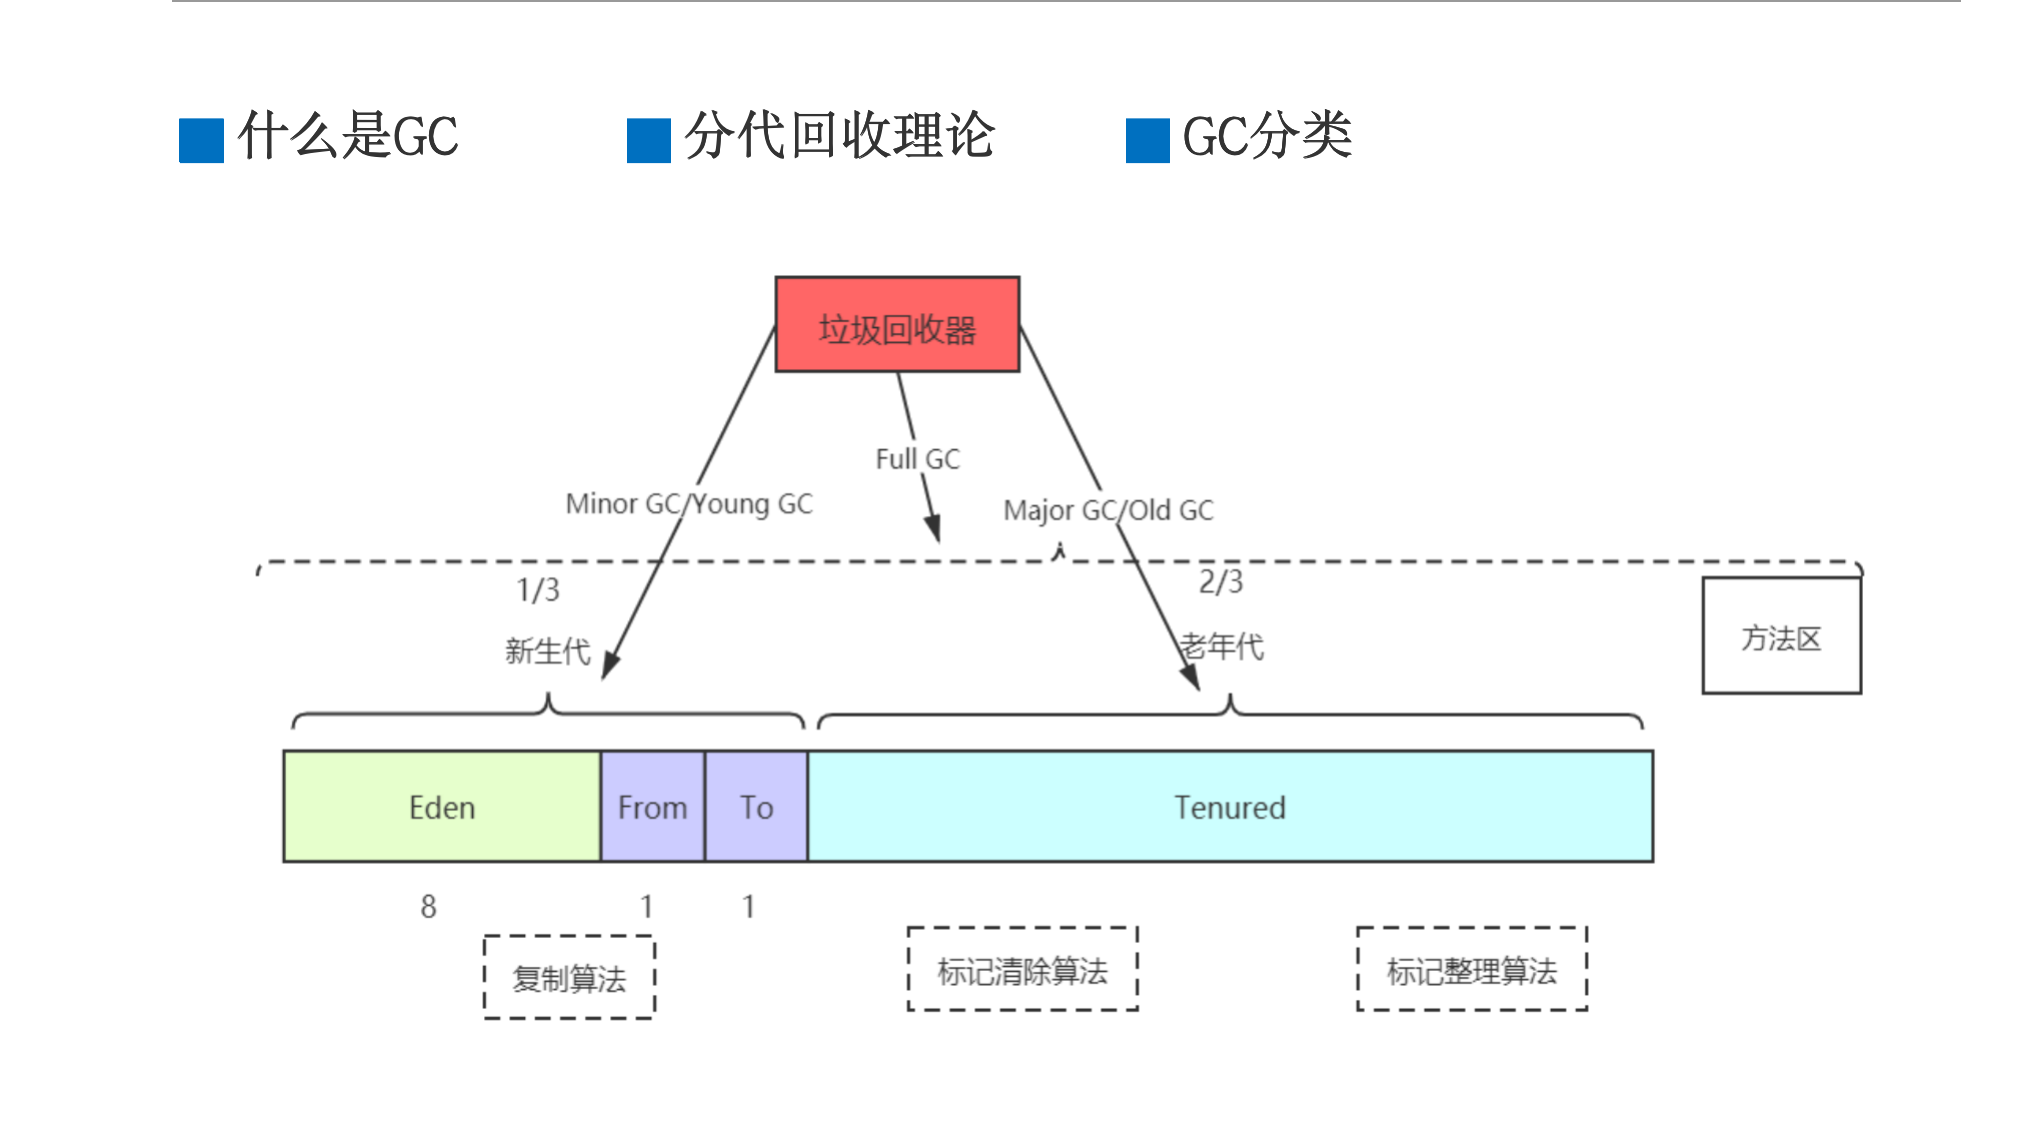 什么是GC
分代回收理论
GC分类
垃圾回收器
Full GC
Minor GC/Young GC
Major GC/Old GC
1/3
2/3
新生代
老年代
方法区
Eden
From
To
Tenured
8
1
1
复制算法
标记清除算法
标记整理算法